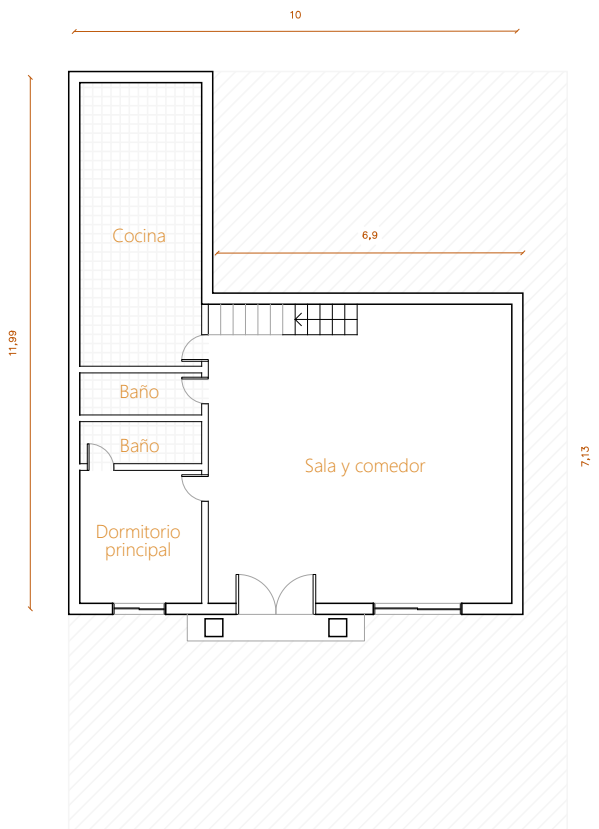 10
6,9
Cocina
11,99
Baño
Baño
Sala y comedor
7,13
Dormitorio
principal